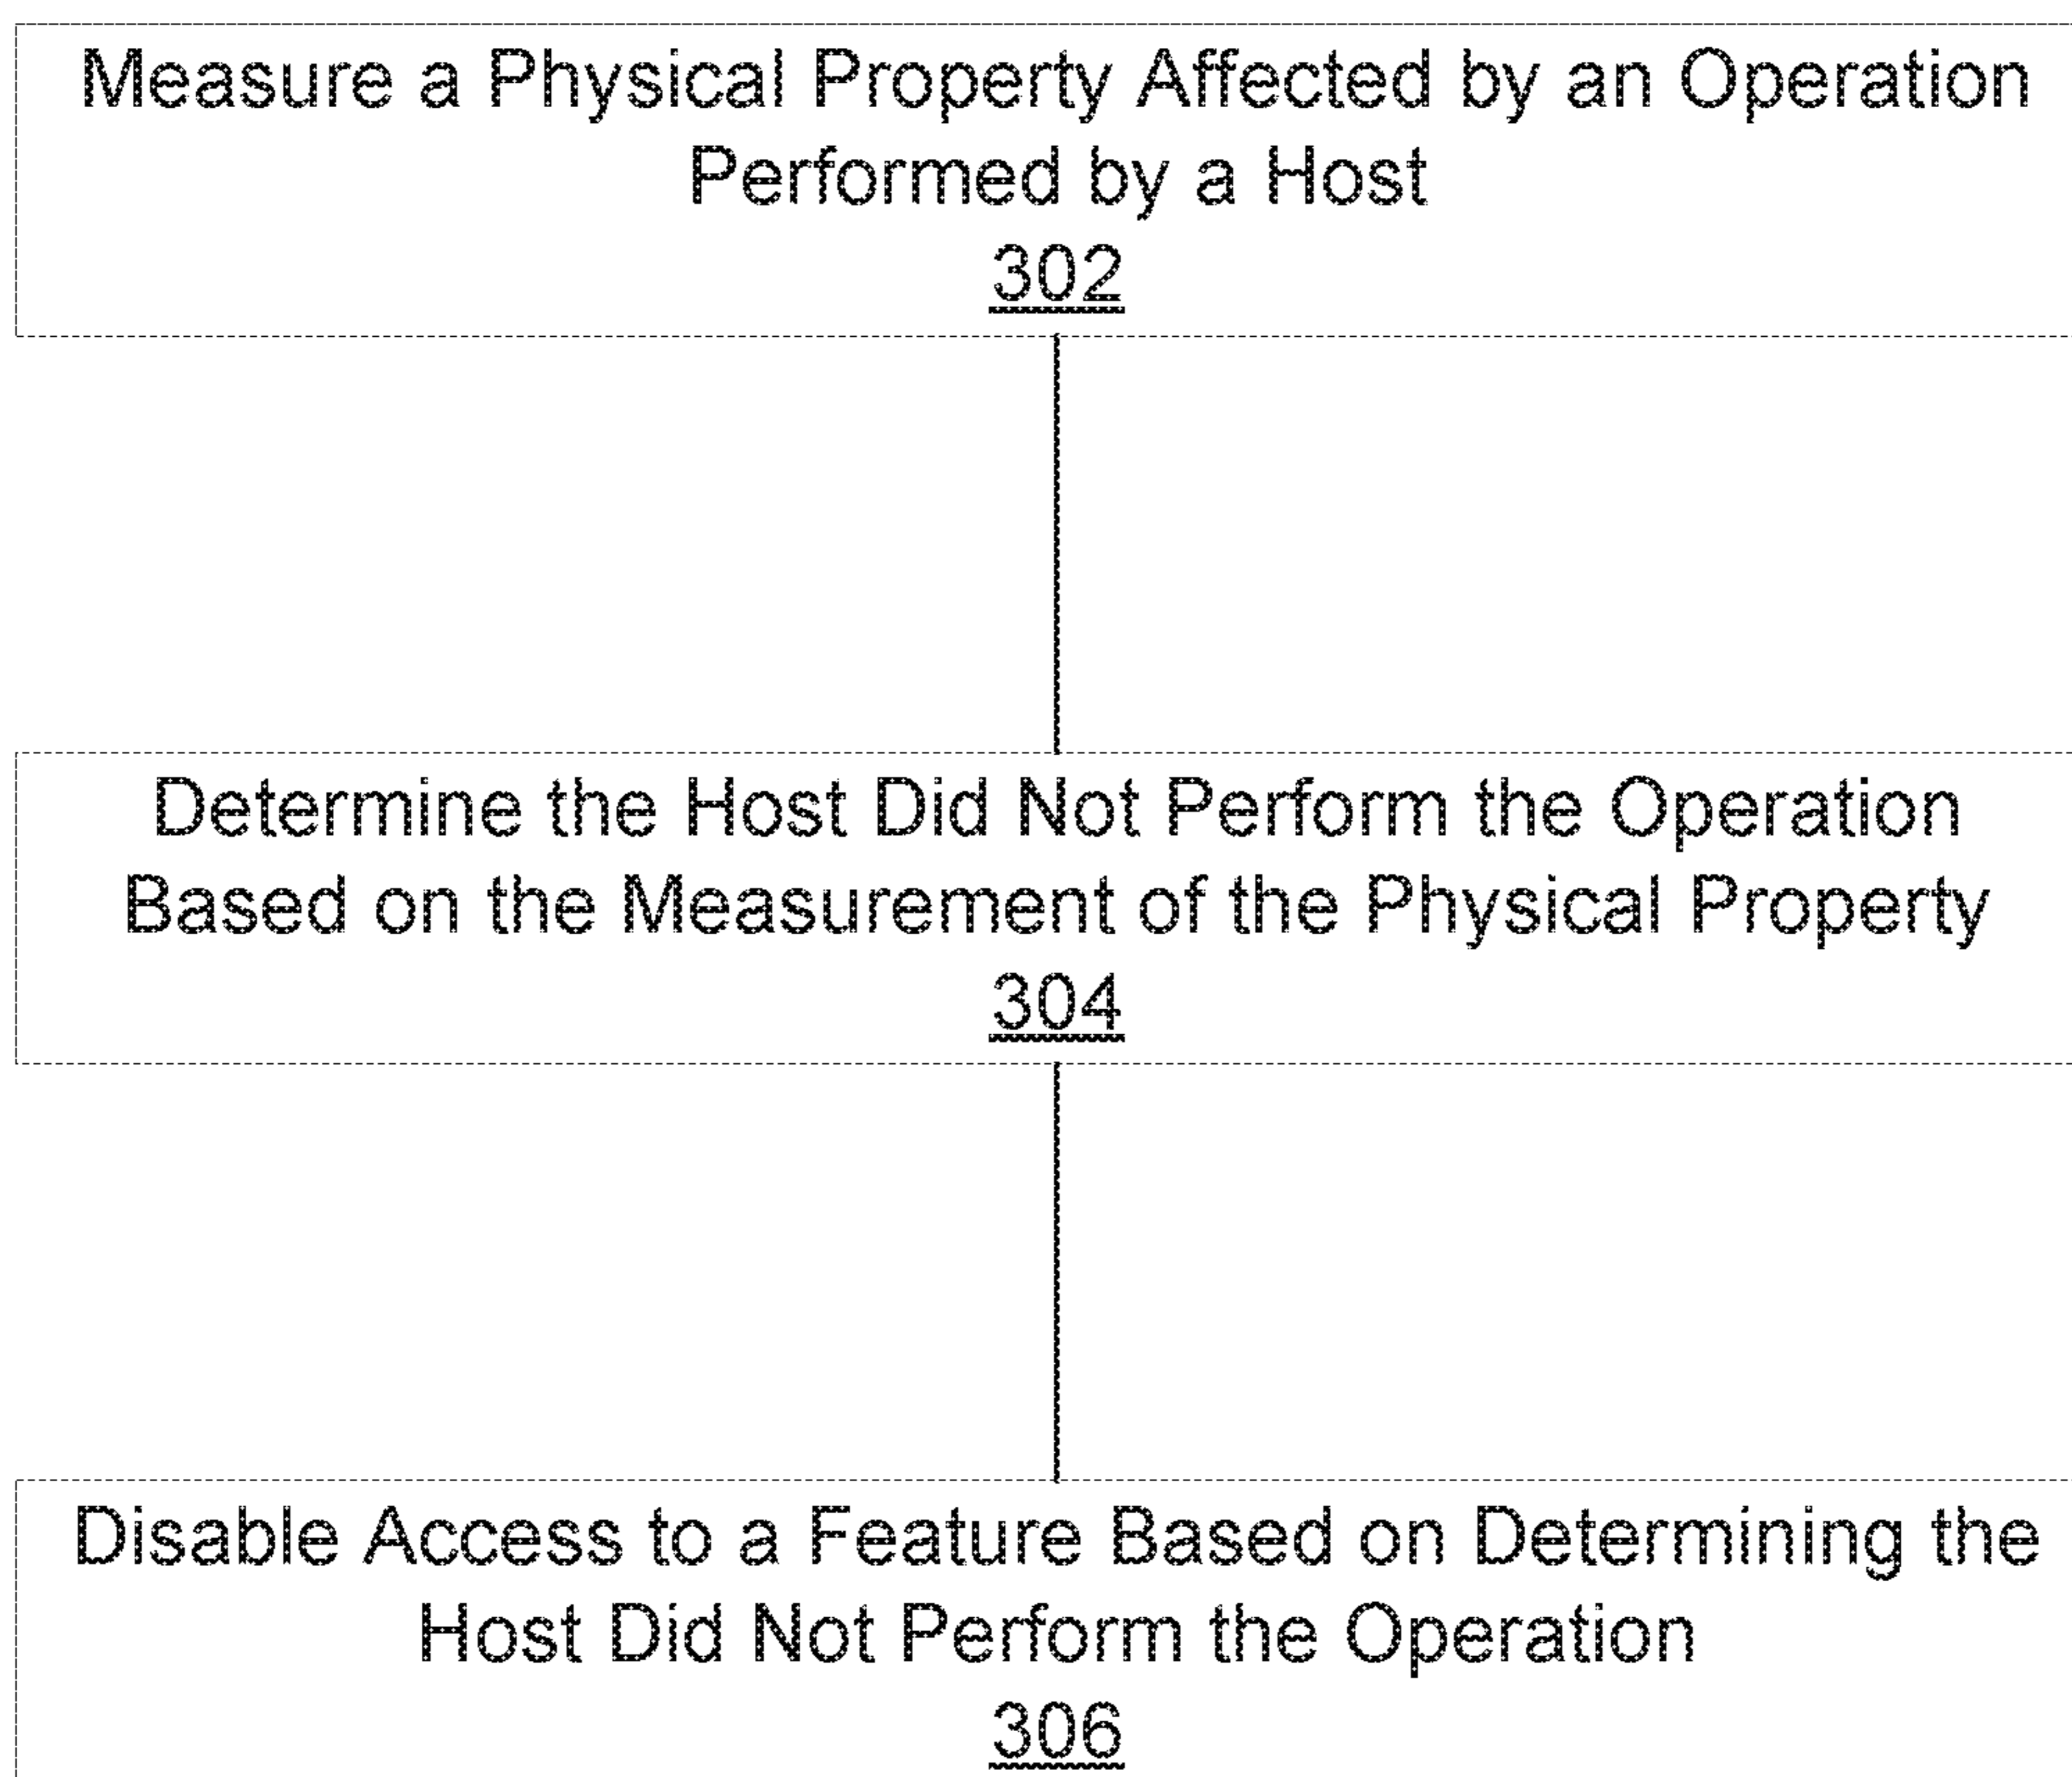 Measure a Physical Property Affected by an Operation
Performed by a Host
302
Determine the Host Did Not Perform the Operation
Based on the Measurement of the Physical Property
304
Disable Access to a Feature Based on Determining the
Host Did Not Perform the Operation
306